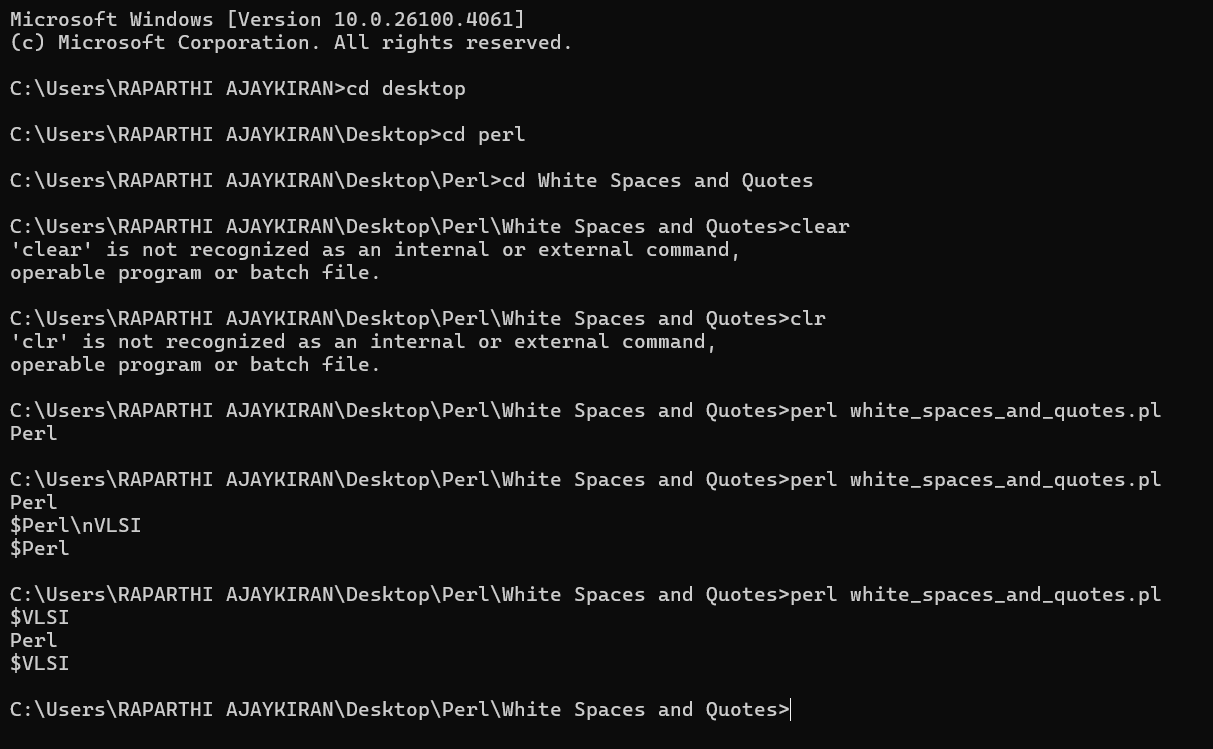 Microsoft Windows [Version 10.0.26100.4061]
(c) Microsoft Corporation. All rights reserved.
C:\Users\RAPARTHI AJAYKIRAN>cd desktop
C:\Users\RAPARTHI AJAYKIRAN\Desktop>cd perl
C:\Users\RAPARTHI AJAYKIRAN\Desktop\Perl>cd White Spaces and Quotes
C:\Users\RAPARTHI AJAYKIRAN\Desktop\Perl\White Spaces and Quotes>clear
'clear' is not recognized as an internal or external command,
operable program or batch file.
C:\Users\RAPARTHI AJAYKIRAN\Desktop\Perl\White Spaces and Quotes>clr
'clr' is not recognized as an internal or external command,
operable program or batch file.
C:\Users\RAPARTHI AJAYKIRAN\Desktop\Perl\White Spaces and Quotes>perl white_spaces_and_quotes.pl
Perl
C:\Users\RAPARTHI AJAYKIRAN\Desktop\Perl\White Spaces and Quotes>perl white_spaces_and_quotes.pl
Perl
$Perl\nVLSI
$Perl
C:\Users\RAPARTHI AJAYKIRAN\Desktop\Perl\White Spaces and Quotes>perl white_spaces_and_quotes.pl
$VLSI
Perl
$VLSI
C:\Users\RAPARTHI AJAYKIRAN\Desktop\Perl\White Spaces and Quotes>